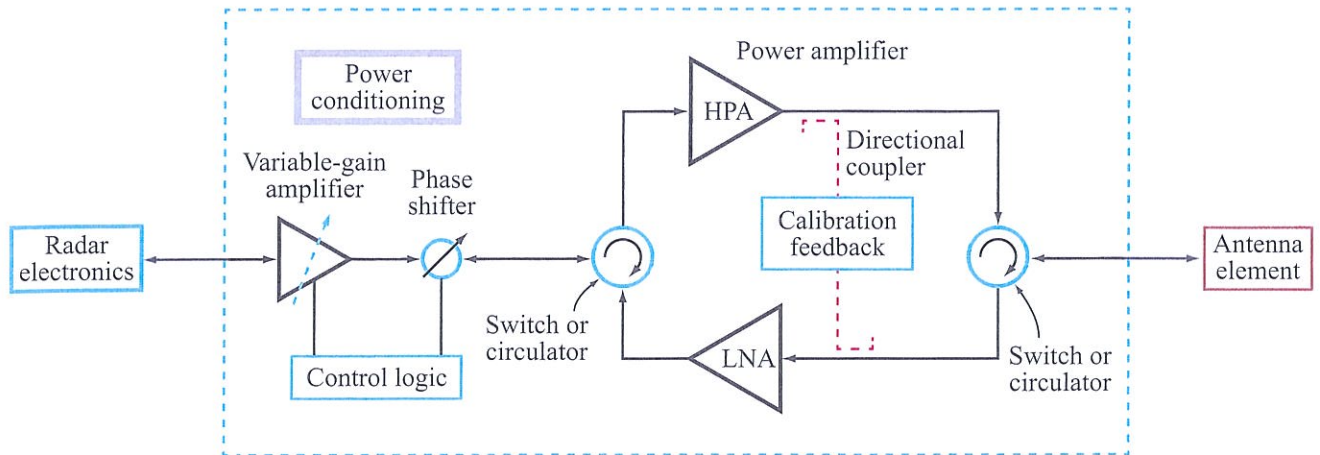 Power
conditioning
Power amplifier
HPA
Directional
coupler
Variable-gain
amplifier
Phase
shifter
Radar
electronics
Calibration
feedback
Antenna
element
Switch or
circulator
LNA
Switch or
circulator
Control logic